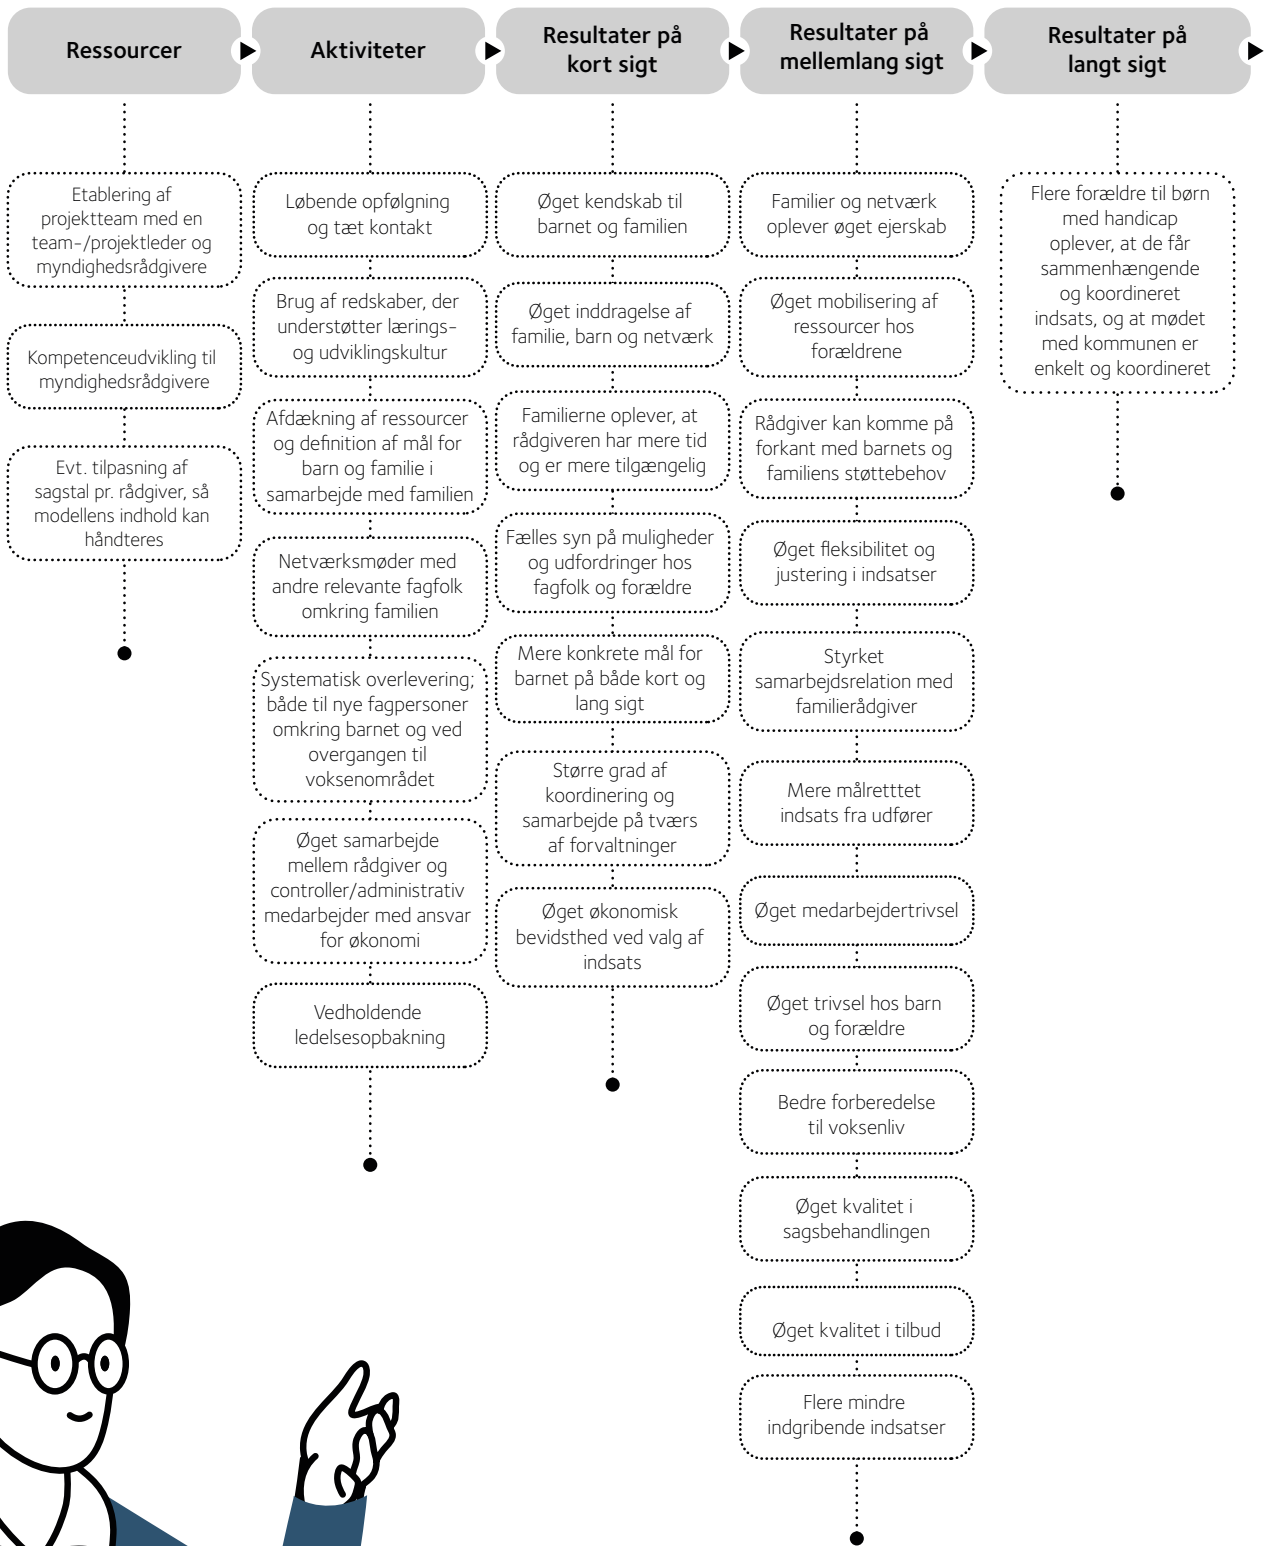 Ressourcer
Etablering af
projektteam med en
team-/projektleder og
myndighedsrådgivere
Kompetenceudvikling til
myndighedsrådgivere
Evt. tilpasning af
sagstal pr. rådgiver, så
modellens indhold kan
håndteres
Aktiviteter
Løbende opfølgning
og tæt kontakt
Brug af redskaber, der
understøtter lærings-
og udviklingskultur
Afdækning af ressourcer
og definition af mål for
barn og familie i
samarbejde med familien
Netværksmøder med
andre relevante fagfolk
omkring familien
Systematisk overlevering;
både til nye fagpersoner
omkring barnet og ved
overgangen til
voksenområdet
Øget samarbejde
mellem rådgiver og
controller/administrativ
medarbejder med ansvar
for økonomi
Vedholdende
ledelsesopbakning
Resultater på
kort sigt
Øget kendskab til
barnet og familien
Øget inddragelse af
familie, barn og netværk
Familierne oplever, at
rådgiveren har mere tid
og er mere tilgængelig
Fælles syn på muligheder
og udfordringer hos
fagfolk og forældre
Mere konkrete mål for
barnet på både kort og
lang sigt
Større grad af
koordinering og
samarbejde på tværs
af forvaltninger
Øget økonomisk
bevidsthed ved valg af
indsats
Resultater på
mellemlang sigt
Familier og netværk
oplever øget ejerskab
Øget mobilisering af
ressourcer hos
forældrene
Rådgiver kan komme på
forkant med barnets og
familiens støttebehov
Øget fleksibilitet og
justering i indsatser
Styrket
samarbejdsrelation med
familierådgiver
Mere målretttet
indsats fra udfører
Øget medarbejdertrivsel
Øget trivsel hos barn
og forældre
Bedre forberedelse
til voksenliv
Øget kvalitet i
sagsbehandlingen
Øget kvalitet i tilbud
Flere mindre
indgribende indsatser
Resultater på
langt sigt
Flere forældre til børn
med handicap
oplever, at de får
sammenhængende
og koordineret
indsats, og at mødet
med kommunen er
enkelt og koordineret